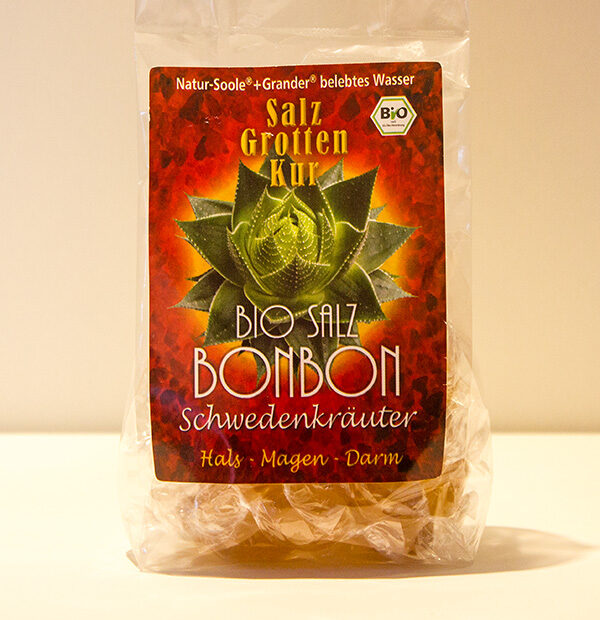 Natur-Soole®+Grander® belebtes Wasser
Salz
Grotten
Kur
Bio
BIO SALZ
BONBON
Schwedenkräuter
Hals - Magen - Darm